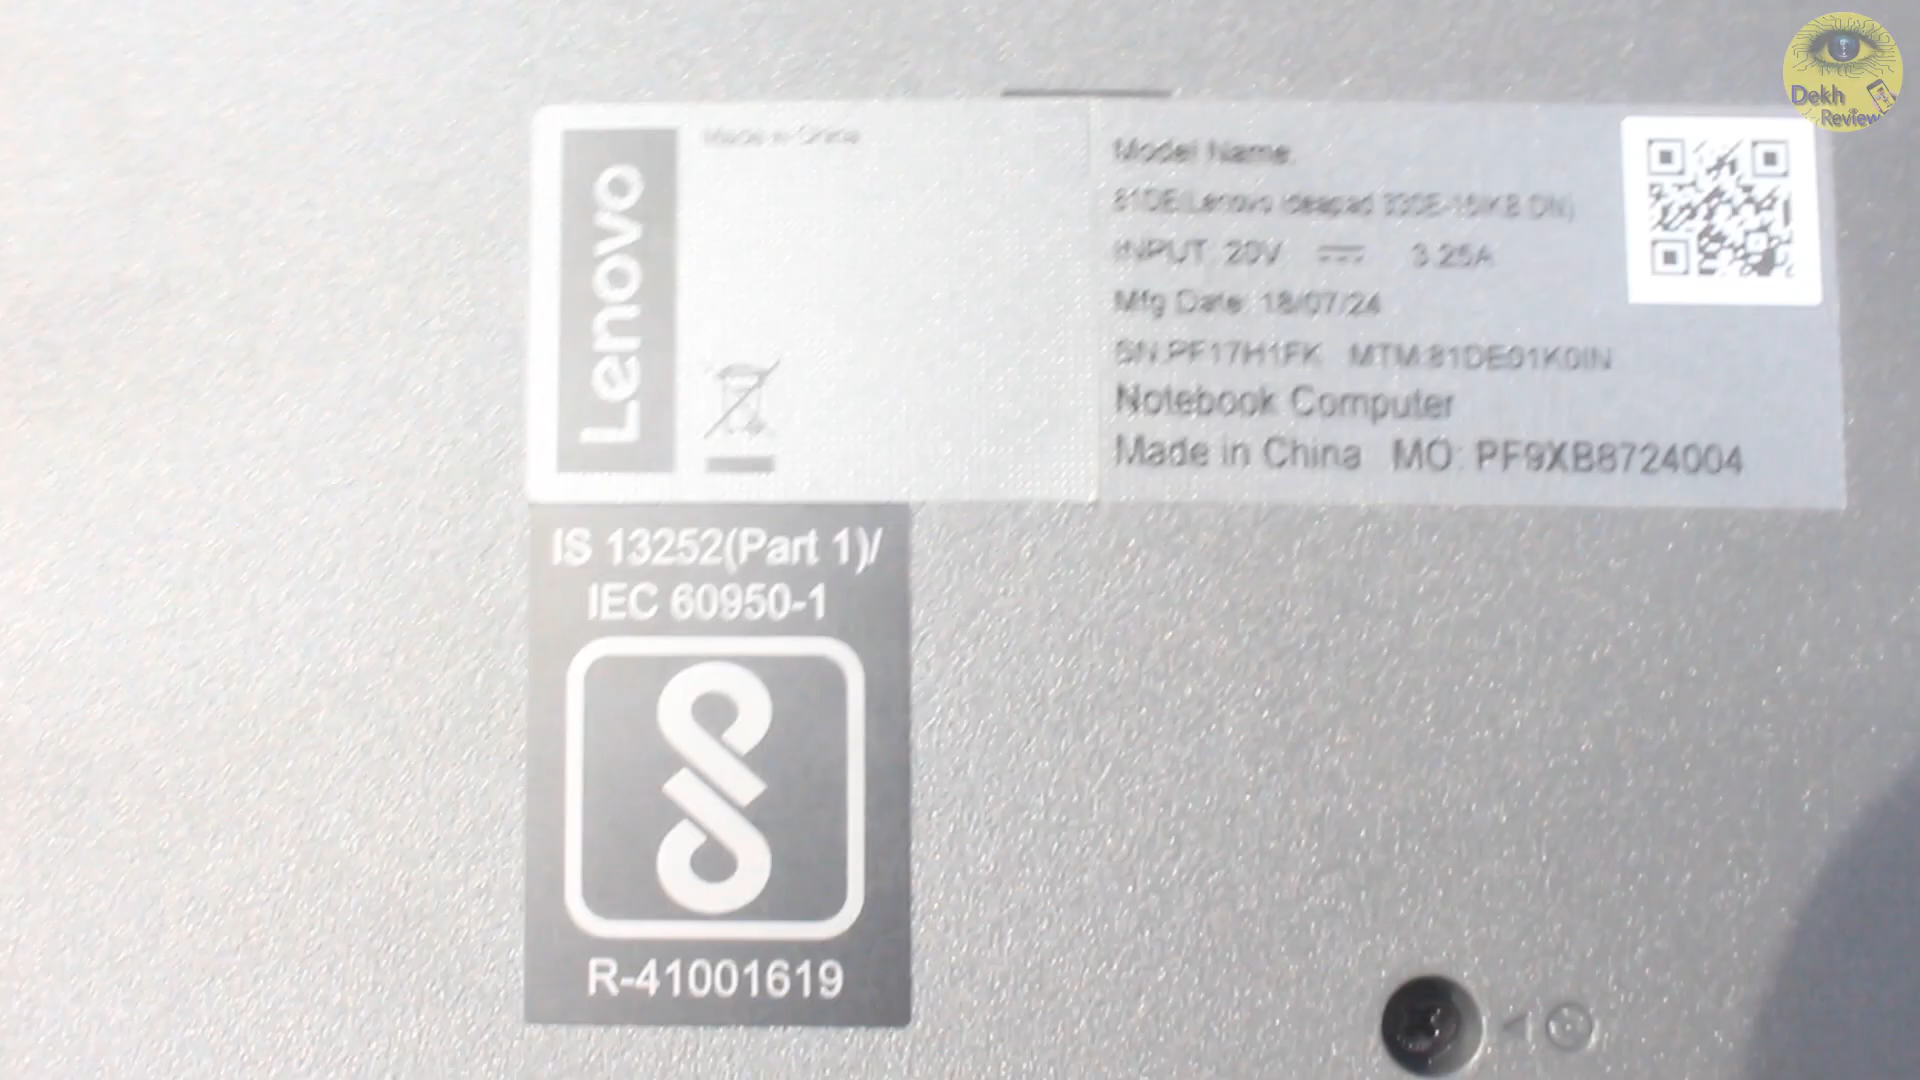 Dekh
Review
Lenovo
Made in China
Model Name:
81DE(Lenovo ideapad 330E-15IKB DN)
INPUT: 20V 3.25A
Mfg Date: 18/07/24
SN:PF17H1FK MTM:81DE01K0IN
Notebook Computer
Made in China MO: PF9XB8724004
IS 13252(Part 1)/
IEC 60950-1
R-41001619